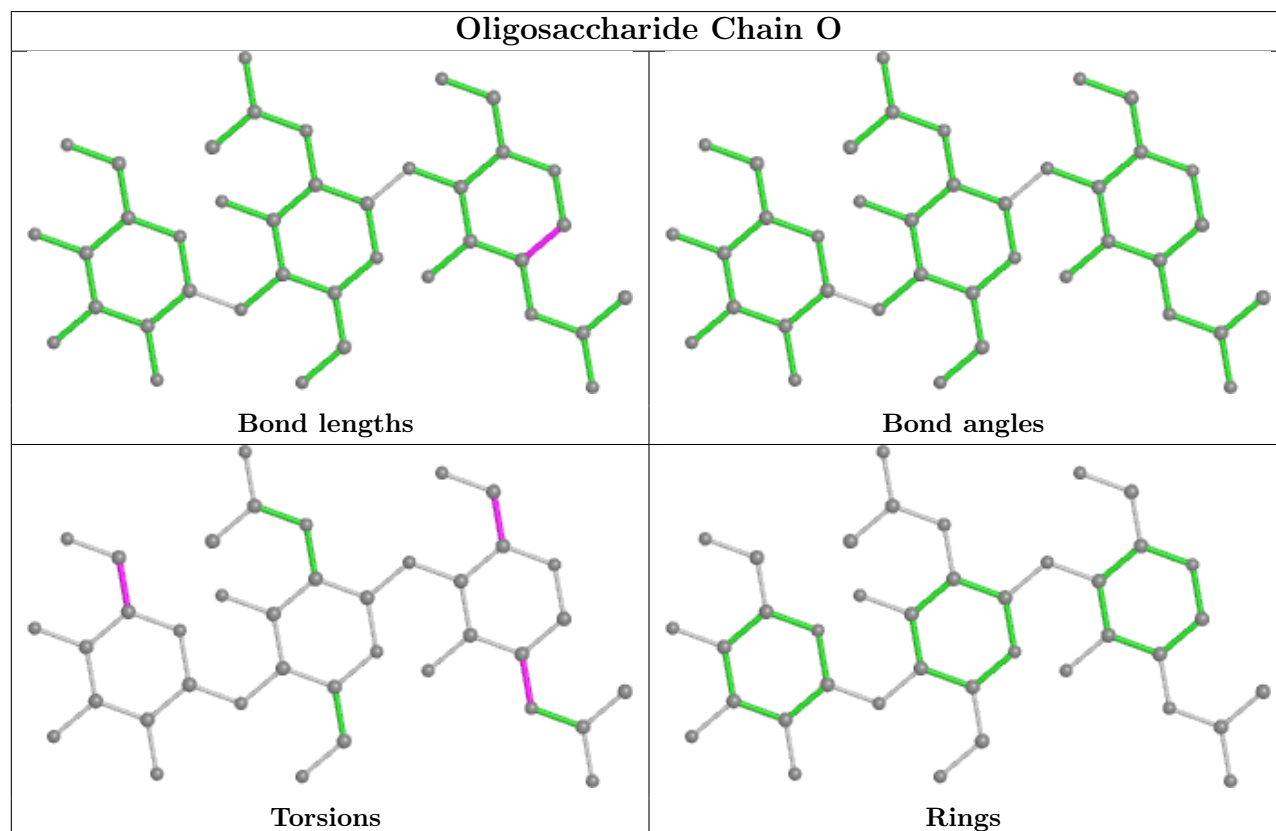 Oligosaccharide Chain O
Bond lengths
Bond angles
Torsions
Rings